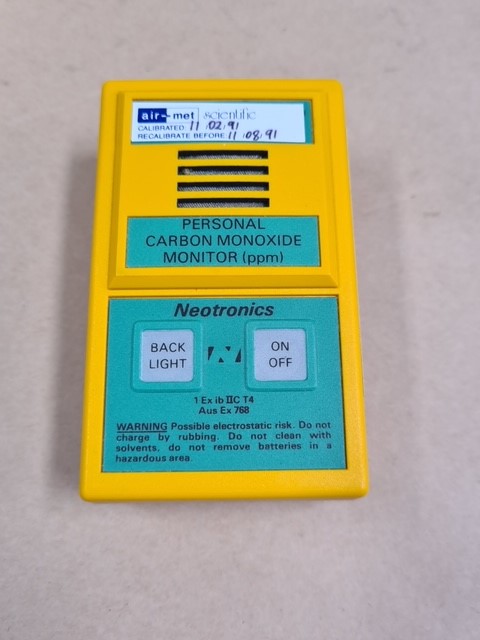 air-met scientific
CALIBRATED 11.02.91
RECALIBRATE BEFORE 11.08.91
PERSONAL
CARBON MONOXIDE
MONITOR (ppm)
Neotronics
BACK
LIGHT
N
ON
OFF
1 Ex ib IIC T4
Aus Ex 768
WARNING Possible electrostatic risk. Do not
charge by rubbing. Do not clean with
solvents, do not remove batteries in a
hazardous area.